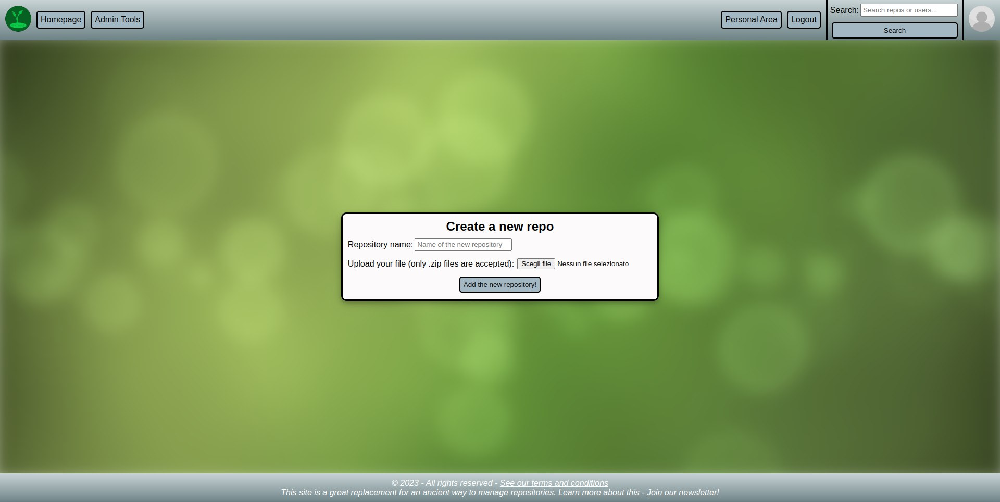 Homepage
Admin Tools
Personal Area
Logout
Search: Search repos or users...
Search
Create a new repo
Repository name: Name of the new repository
Upload your file (only .zip files are accepted): Scegli file Nessun file selezionato
Add the new repository!
© 2023 - All rights reserved - See our terms and conditions
This site is a great replacement for an ancient way to manage repositories. Learn more about this - Join our newsletter!